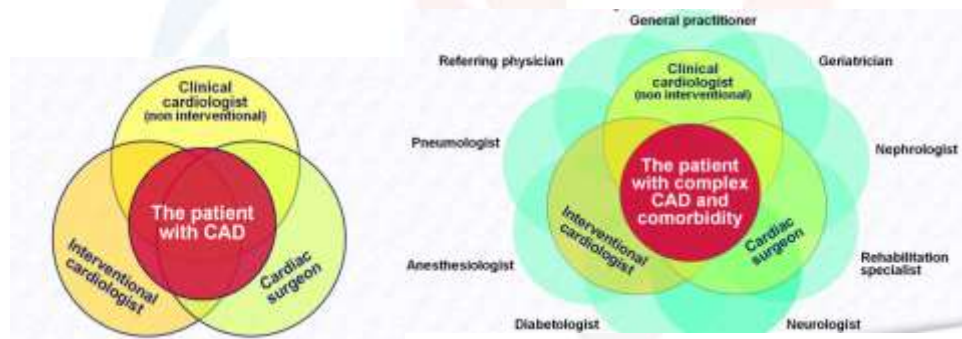 Clinical
cardiologist
(non interventional)
The patient
with CAD
Interventional
cardiologist
Cardiac
surgeon
General practitioner
Referring physician
Geriatrician
Clinical
cardiologist
(non interventional)
Pneumologist
Nephrologist
The patient
with complex
CAD and
comorbidity
Interventional
cardiologist
Cardiac
surgeon
Anesthesiologist
Rehabilitation
specialist
Diabetologist
Neurologist